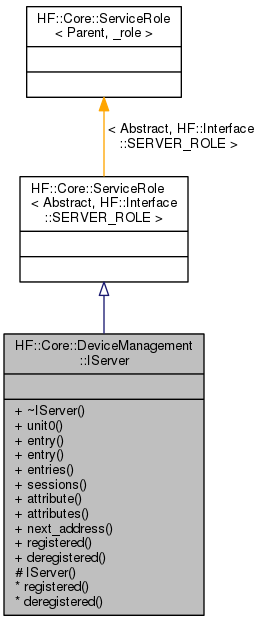 HF::Core::ServiceRole
< Parent, _role >
< Abstract, HF::Interface
::SERVER_ROLE >
HF::Core::ServiceRole
< Abstract, HF::Interface
::SERVER_ROLE >
HF::Core::DeviceManagement
::IServer
+ ~IServer()
+ unit0()
+ entry()
+ entry()
+ entries()
+ sessions()
+ attribute()
+ attributes()
+ next_address()
+ registered()
+ deregistered()
# IServer()
* registered()
* deregistered()